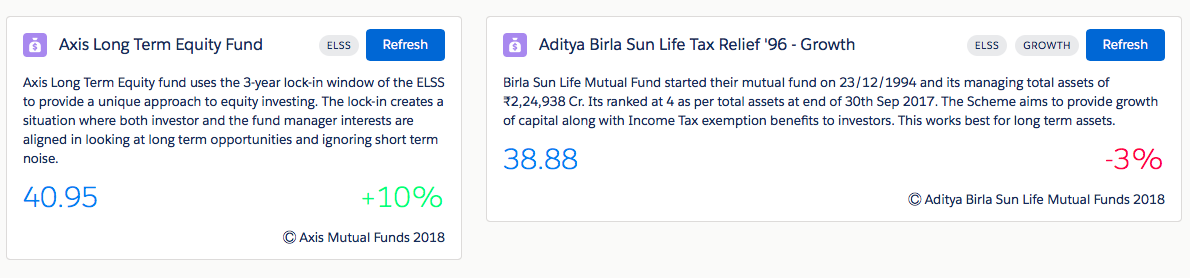 Axis Long Term Equity Fund
ELSS
Refresh
Axis Long Term Equity fund uses the 3-year lock-in window of the ELSS
to provide a unique approach to equity investing. The lock-in creates a
situation where both investor and the fund manager interests are
aligned in looking at long term opportunities and ignoring short term
noise.
40.95
+10%
© Axis Mutual Funds 2018
Aditya Birla Sun Life Tax Relief '96 - Growth
ELSS
GROWTH
Refresh
Birla Sun Life Mutual Fund started their mutual fund on 23/12/1994 and its managing total assets of
₹2,24,938 Cr. Its ranked at 4 as per total assets at end of 30th Sep 2017. The Scheme aims to provide growth
of capital along with Income Tax exemption benefits to investors. This works best for long term assets.
38.88
-3%
© Aditya Birla Sun Life Mutual Funds 2018